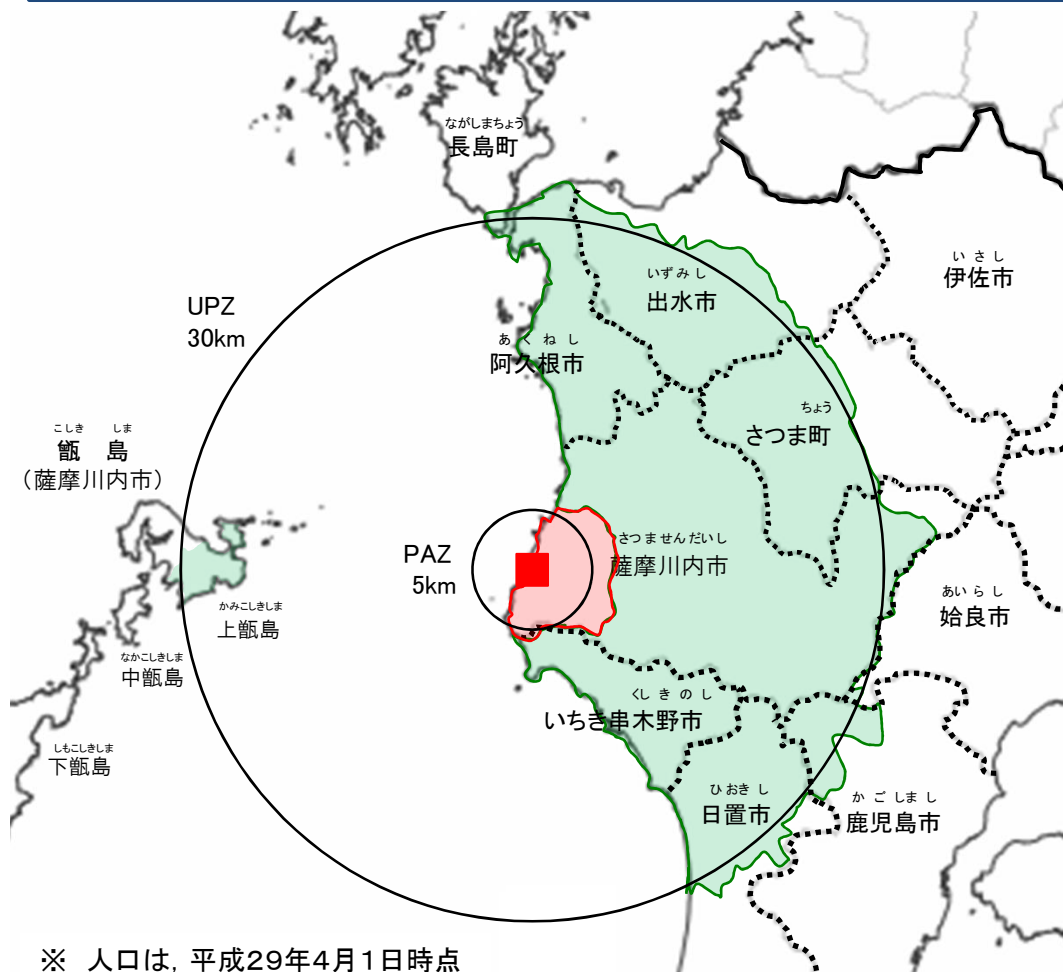 ながしまちょう
長島町
いさし
伊佐市
いずみし
出水市
UPZ
30km
あくねし
阿久根市
ちょう
さつま町
こしき しま
甑 島
（薩摩川内市）
さつませんだいし
薩摩川内市
PAZ
5km
あいらし
姶良市
かみこしきしま
上甑島
なかこしきしま
中甑島
くしきのし
いちき串木野市
しもこしきしま
下甑島
ひおきし
日置市
かごしまし
鹿児島市
※ 人口は，平成29年4月1日時点